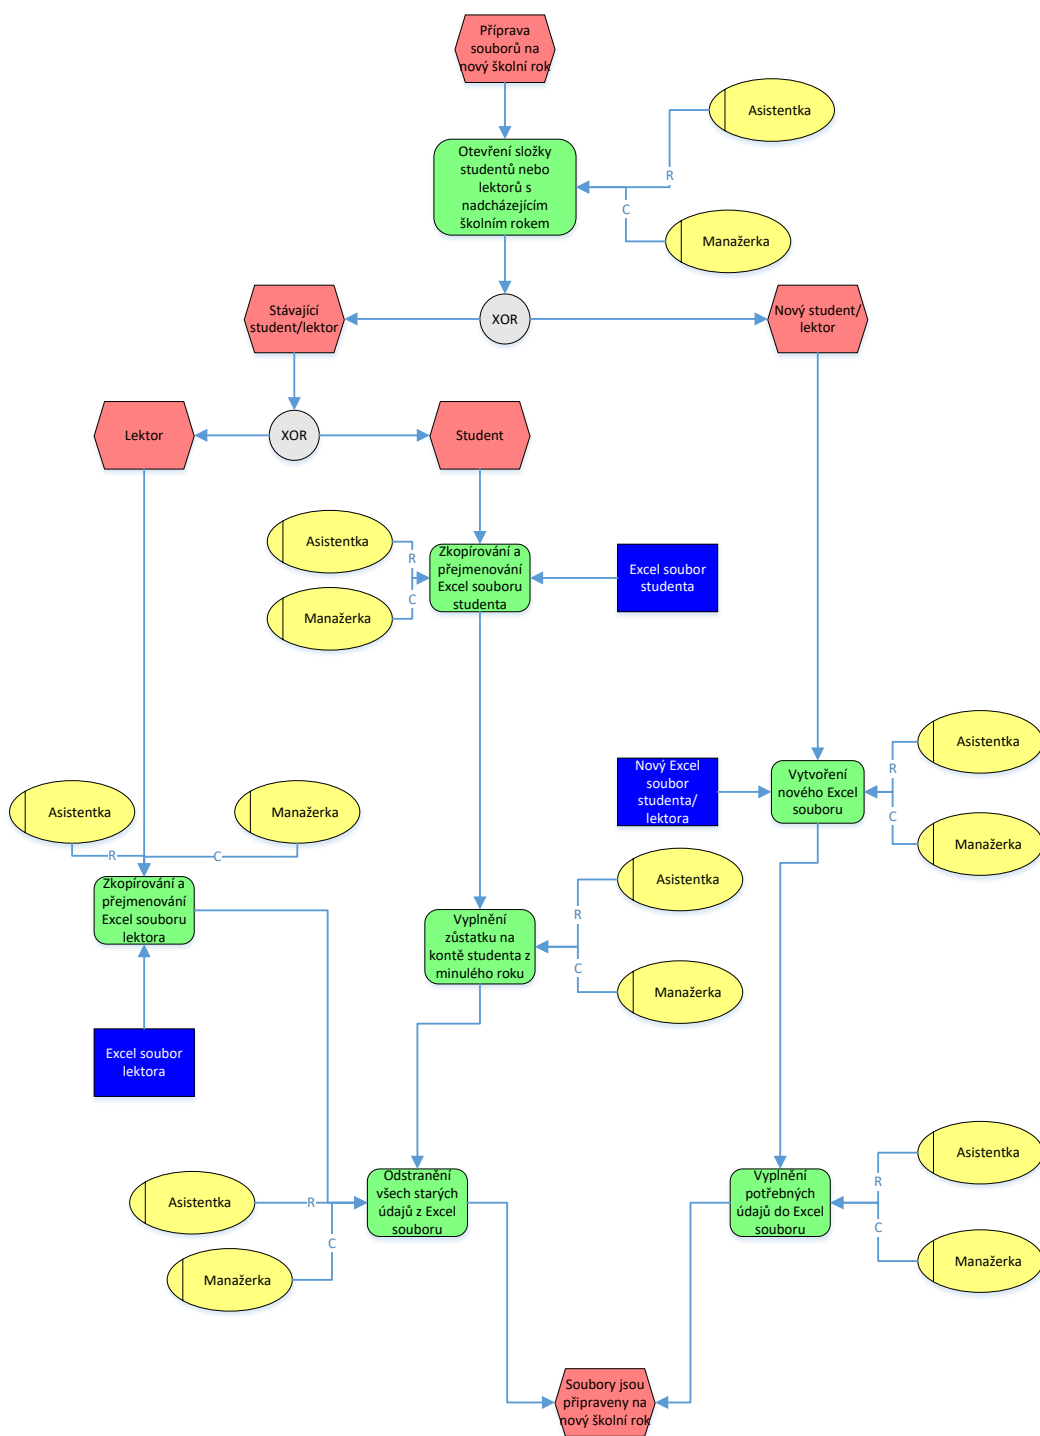 Příprava
souborů na
nový školní rok
Asistentka
Otevření složky
studentů nebo
lektorů s
nadcházejícím
školním rokem
R
C
Manažerka
Stávající
student/lektor
XOR
Nový student/
lektor
Lektor
XOR
Student
Asistentka
R
Zkopírování a
přejmenování
Excel souboru
studenta
Excel soubor
studenta
C
Manažerka
Asistentka
R
Nový Excel
soubor
studenta/
lektora
Vytvoření
nového Excel
souboru
C
Manažerka
Asistentka
Manažerka
R
C
Zkopírování a
přejmenování
Excel souboru
lektora
Asistentka
R
Vyplnění
zůstatku na
kontě studenta z
minulého roku
C
Manažerka
Excel soubor
lektora
Asistentka
R
Odstranění
všech starých
údajů z Excel
souboru
Asistentka
R
C
Manažerka
Vyplnění
potřebných
údajů do Excel
souboru
C
Manažerka
Soubory jsou
připraveny na
nový školní rok